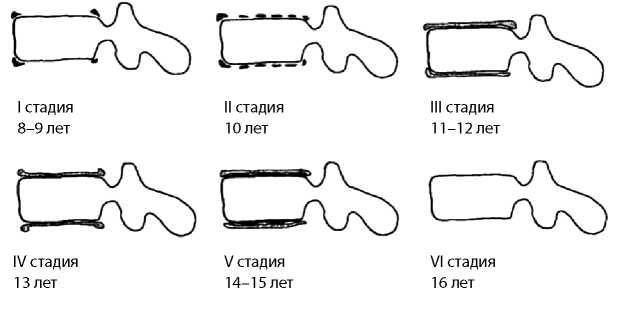 I стадия
8–9 лет
II стадия
10 лет
III стадия
11–12 лет
IV стадия
13 лет
V стадия
14–15 лет
VI стадия
16 лет